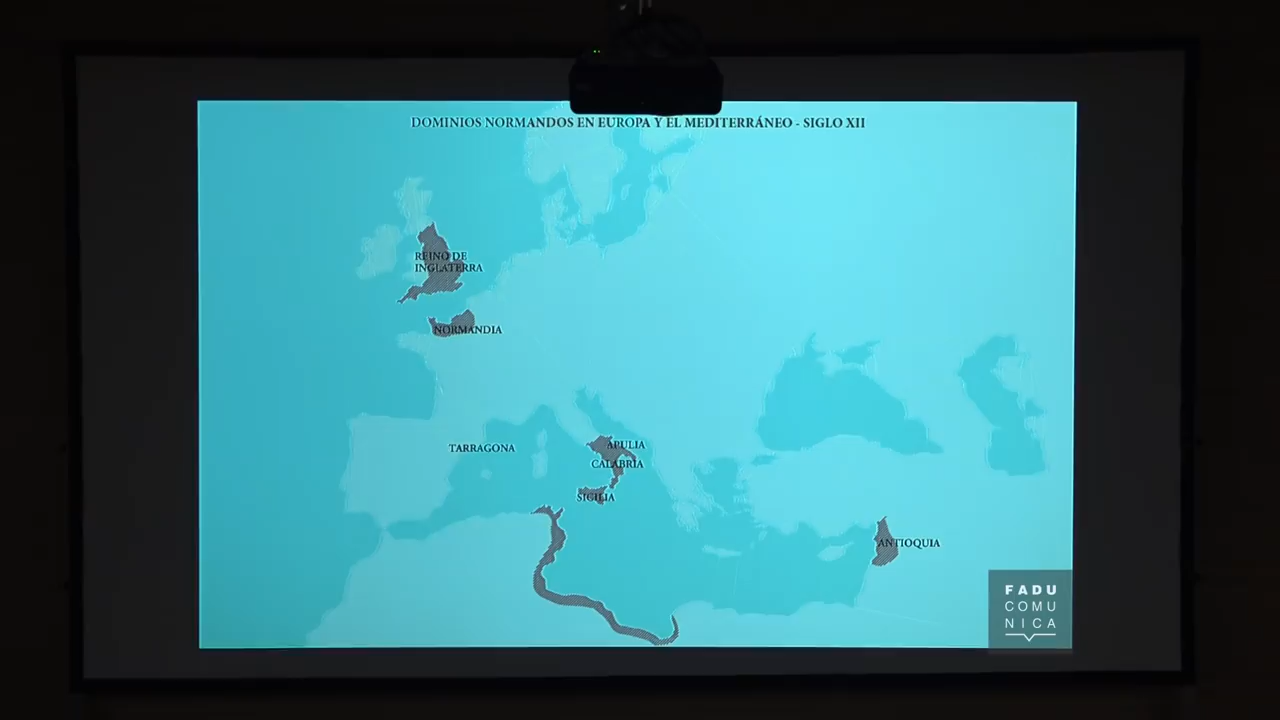 DOMINIOS NORMANDOS EN EUROPA Y EL MEDITERRÁNEO - SIGLO XII
REINO DE
INGLATERRA
NORMANDIA
TARRAGONA
APULIA
CALABRIA
SICILIA
ANTIOQUIA
FADU
COMU
NICA